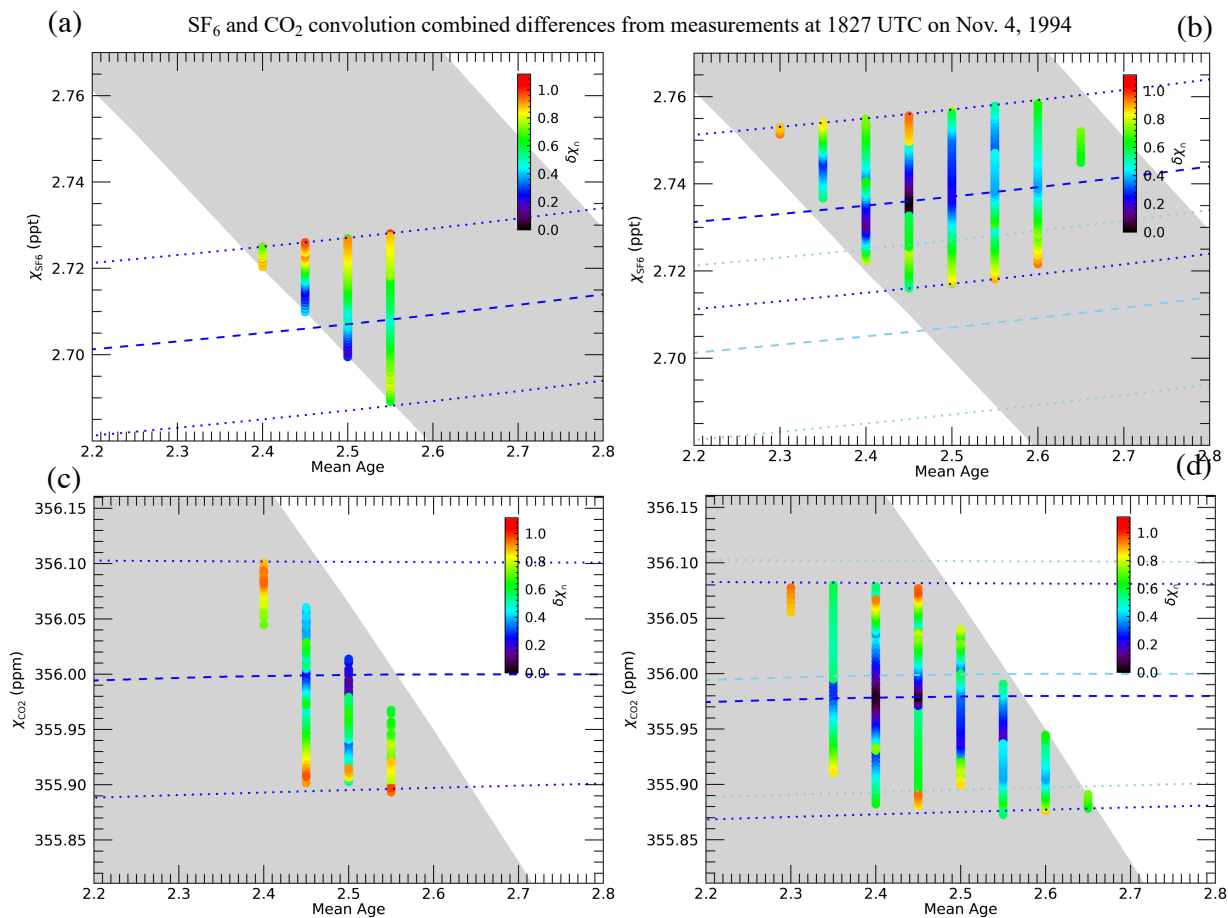 (a) SF₆ and CO₂ convolution combined differences from measurements at 1827 UTC on Nov. 4, 1994 (b)
2.76
2.74
2.72
2.70
χSF6 (ppt)
1.0
0.8
0.6
0.4
0.2
0.0
δχn
2.2 2.3 2.4 2.5 2.6 2.7 2.8
Mean Age
2.76
2.74
2.72
2.70
χSF6 (ppt)
1.0
0.8
0.6
0.4
0.2
0.0
δχn
2.2 2.3 2.4 2.5 2.6 2.7 2.8
Mean Age
(c)
356.15
356.10
356.05
356.00
355.95
355.90
355.85
χCO2 (ppm)
1.0
0.8
0.6
0.4
0.2
0.0
δχn
2.2 2.3 2.4 2.5 2.6 2.7 2.8
Mean Age
(d)
356.15
356.10
356.05
356.00
355.95
355.90
355.85
χCO2 (ppm)
1.0
0.8
0.6
0.4
0.2
0.0
δχn
2.2 2.3 2.4 2.5 2.6 2.7 2.8
Mean Age